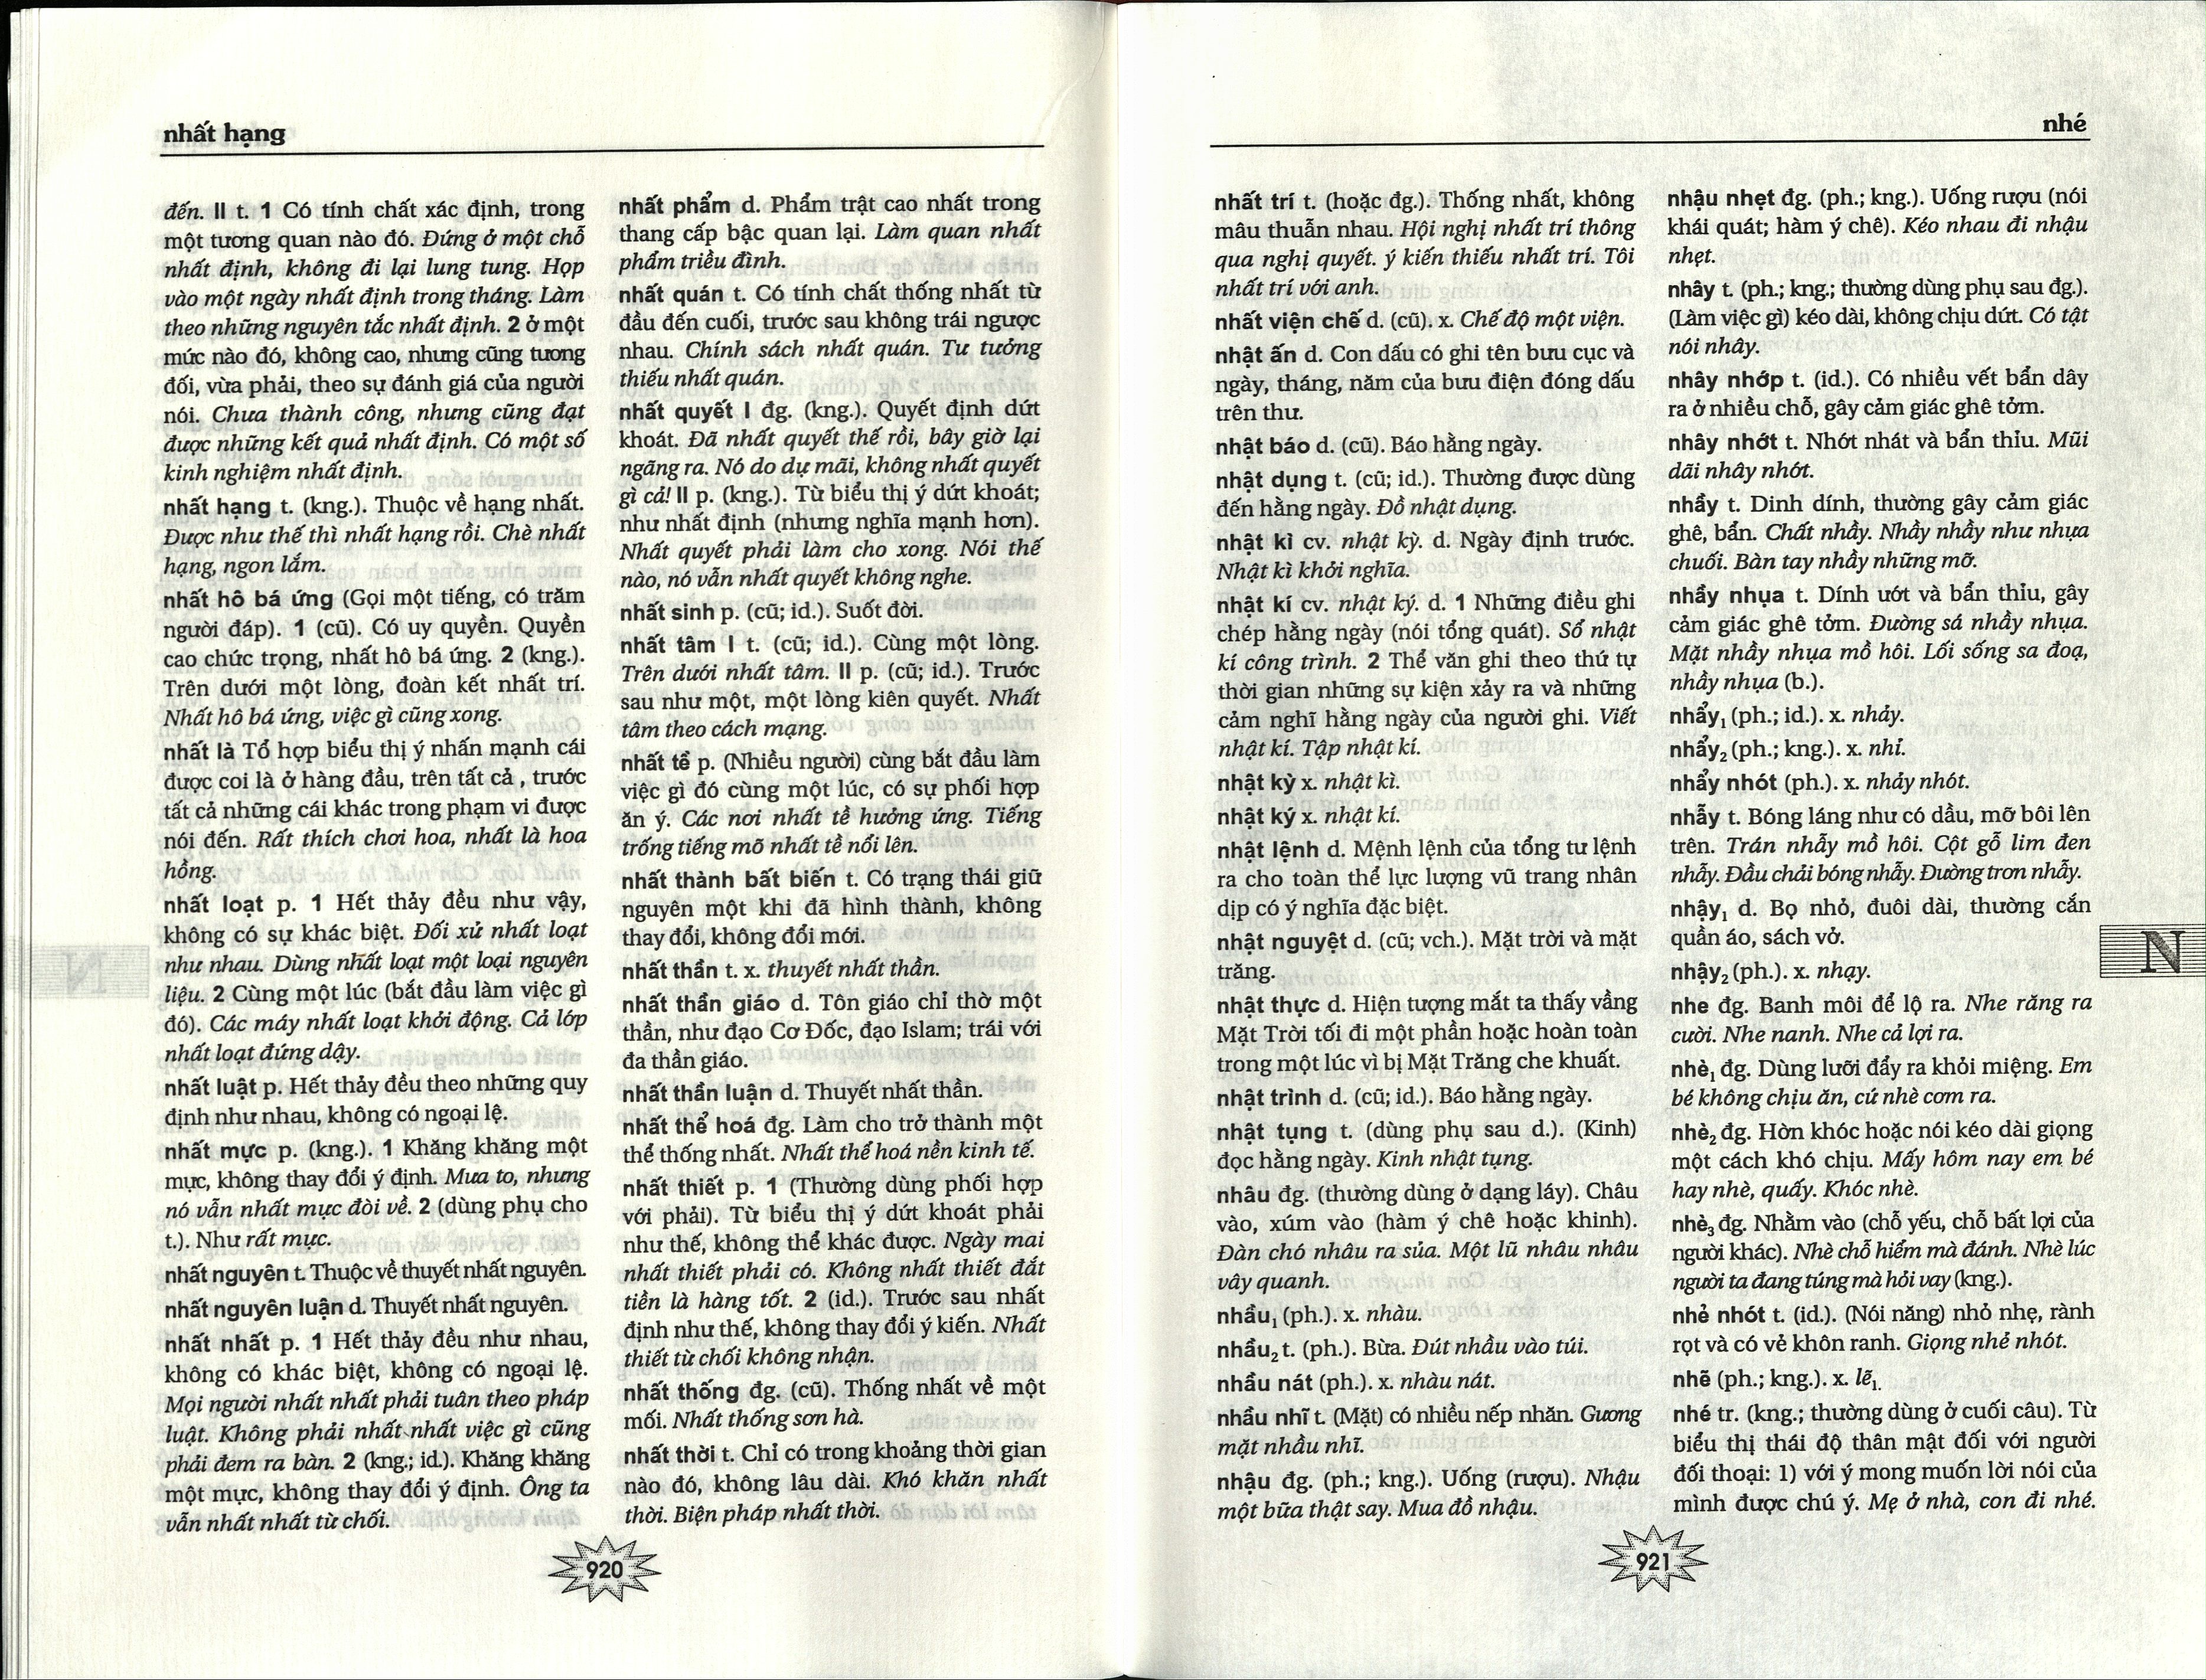 nhất hạng
đến. II t. 1 Có tính chất xác định, trong
một tương quan nào đó. Đứng ở một chỗ
nhất định, không đi lại lung tung. Họp
vào một ngày nhất định trong tháng. Làm
theo những nguyên tắc nhất định. 2 ở một
mức nào đó, không cao, nhưng cũng tương
đối, vừa phải, theo sự đánh giá của người
nói. Chưa thành công, nhưng cũng đạt
được những kết quả nhất định. Có một số
kinh nghiệm nhất định.
nhất hạng t. (kng.). Thuộc về hạng nhất.
Được như thế thì nhất hạng rồi. Chè nhất
hạng, ngon lắm.
nhất hô bá ứng (Gọi một tiếng, có trăm
người đáp). 1 (cũ). Có uy quyền. Quyền
cao chức trọng, nhất hô bá ứng. 2 (kng.).
Trên dưới một lòng, đoàn kết nhất trí.
Nhất hô bá ứng, việc gì cũng xong.
nhất là Tổ hợp biểu thị ý nhấn mạnh cái
được coi là ở hàng đầu, trên tất cả , trước
tất cả những cái khác trong phạm vi được
nói đến. Rất thích chơi hoa, nhất là hoa
hồng.
nhất loạt p. 1 Hết thảy đều như vậy,
không có sự khác biệt. Đối xử nhất loạt
như nhau. Dùng nhất loạt một loại nguyên
liệu. 2 Cùng một lúc (bắt đầu làm việc gì
đó). Các máy nhất loạt khởi động. Cả lớp
nhất loạt đứng dậy.
nhất luật p. Hết thảy đều theo những quy
định như nhau, không có ngoại lệ.
nhất mực p. (kng.). 1 Khăng khăng một
mực, không thay đổi ý định. Mưa to, nhưng
nó vẫn nhất mực đòi về. 2 (dùng phụ cho
t.). Như rất mực.
nhất nguyên t. Thuộc về thuyết nhất nguyên.
nhất nguyên luận d. Thuyết nhất nguyên.
nhất nhất p. 1 Hết thảy đều như nhau,
không có khác biệt, không có ngoại lệ.
Mọi người nhất nhất phải tuân theo pháp
luật. Không phải nhất nhất việc gì cũng
phải đem ra bàn. 2 (kng.; id.). Khăng khăng
một mực, không thay đổi ý định. Ông ta
vẫn nhất nhất từ chối.
nhất phẩm d. Phẩm trật cao nhất trong
thang cấp bậc quan lại. Làm quan nhất
phẩm triều đình.
nhất quán t. Có tính chất thống nhất từ
đầu đến cuối, trước sau không trái ngược
nhau. Chính sách nhất quán. Tư tưởng
thiếu nhất quán.
nhất quyết I đg. (kng.). Quyết định dứt
khoát. Đã nhất quyết thế rồi, bây giờ lại
ngãng ra. Nó do dự mãi, không nhất quyết
gì cả! II p. (kng.). Từ biểu thị ý dứt khoát;
như nhất định (nhưng nghĩa mạnh hơn).
Nhất quyết phải làm cho xong. Nói thế
nào, nó vẫn nhất quyết không nghe.
nhất sinh p. (cũ; id.). Suốt đời.
nhất tâm I t. (cũ; id.). Cùng một lòng.
Trên dưới nhất tâm. II p. (cũ; id.). Trước
sau như một, một lòng kiên quyết. Nhất
tâm theo cách mạng.
nhất tề p. (Nhiều người) cùng bắt đầu làm
việc gì đó cùng một lúc, có sự phối hợp
ăn ý. Các nơi nhất tề hưởng ứng. Tiếng
trống tiếng mõ nhất tề nổi lên.
nhất thành bất biến t. Có trạng thái giữ
nguyên một khi đã hình thành, không
thay đổi, không đổi mới.
nhất thần t. x. thuyết nhất thần.
nhất thần giáo d. Tôn giáo chỉ thờ một
thần, như đạo Cơ Đốc, đạo Islam; trái với
đa thần giáo.
nhất thần luận d. Thuyết nhất thần.
nhất thể hoá đg. Làm cho trở thành một
thể thống nhất. Nhất thể hoá nền kinh tế.
nhất thiết p. 1 (Thường dùng phối hợp
với phải). Từ biểu thị ý dứt khoát phải
như thế, không thể khác được. Ngày mai
nhất thiết phải có. Không nhất thiết đắt
tiền là hàng tốt. 2 (id.). Trước sau nhất
định như thế, không thay đổi ý kiến. Nhất
thiết từ chối không nhận.
nhất thống đg. (cũ). Thống nhất về một
mối. Nhất thống sơn hà.
nhất thời t. Chỉ có trong khoảng thời gian
nào đó, không lâu dài. Khó khăn nhất
thời. Biện pháp nhất thời.
920
nhé
nhất trí t. (hoặc đg.). Thống nhất, không
mâu thuẫn nhau. Hội nghị nhất trí thông
qua nghị quyết. ý kiến thiếu nhất trí. Tôi
nhất trí với anh.
nhất viện chế d. (cũ). x. Chế độ một viện.
nhật ấn d. Con dấu có ghi tên bưu cục và
ngày, tháng, năm của bưu điện đóng dấu
trên thư.
nhật báo d. (cũ). Báo hằng ngày.
nhật dụng t. (cũ; id.). Thường được dùng
đến hằng ngày. Đồ nhật dụng.
nhật kì cv. nhật kỳ. d. Ngày định trước.
Nhật kì khởi nghĩa.
nhật kí cv. nhật ký. d. 1 Những điều ghi
chép hằng ngày (nói tổng quát). Sổ nhật
kí công trình. 2 Thể văn ghi theo thứ tự
thời gian những sự kiện xảy ra và những
cảm nghĩ hằng ngày của người ghi. Viết
nhật kí. Tập nhật kí.
nhật kỳ x. nhật kì.
nhật ký x. nhật kí.
nhật lệnh d. Mệnh lệnh của tổng tư lệnh
ra cho toàn thể lực lượng vũ trang nhân
dịp có ý nghĩa đặc biệt.
nhật nguyệt d. (cũ; vch.). Mặt trời và mặt
trăng.
nhật thực d. Hiện tượng mắt ta thấy vầng
Mặt Trời tối đi một phần hoặc hoàn toàn
trong một lúc vì bị Mặt Trăng che khuất.
nhật trình d. (cũ; id.). Báo hằng ngày.
nhật tụng t. (dùng phụ sau d.). (Kinh)
đọc hằng ngày. Kinh nhật tụng.
nhâu đg. (thường dùng ở dạng láy). Châu
vào, xúm vào (hàm ý chê hoặc khinh).
Đàn chó nhâu ra sủa. Một lũ nhâu nhâu
vây quanh.
nhầu₁ (ph.). x. nhàu.
nhầu₂ t. (ph.). Bừa. Đút nhầu vào túi.
nhầu nát (ph.). x. nhàu nát.
nhầu nhĩ t. (Mặt) có nhiều nếp nhăn. Gương
mặt nhầu nhĩ.
nhậu đg. (ph.; kng.). Uống (rượu). Nhậu
một bữa thật say. Mua đồ nhậu.
nhậu nhẹt đg. (ph.; kng.). Uống rượu (nói
khái quát; hàm ý chê). Kéo nhau đi nhậu
nhẹt.
nhây t. (ph.; kng.; thường dùng phụ sau đg.).
(Làm việc gì) kéo dài, không chịu dứt. Có tật
nói nhây.
nhây nhớp t. (id.). Có nhiều vết bẩn dây
ra ở nhiều chỗ, gây cảm giác ghê tởm.
nhây nhớt t. Nhớt nhát và bẩn thỉu. Mũi
dãi nhây nhớt.
nhầy t. Dinh dính, thường gây cảm giác
ghê, bẩn. Chất nhầy. Nhầy nhầy như nhựa
chuối. Bàn tay nhầy những mỡ.
nhầy nhụa t. Dính ướt và bẩn thỉu, gây
cảm giác ghê tởm. Đường sá nhầy nhụa.
Mặt nhầy nhụa mồ hôi. Lối sống sa đoạ,
nhầy nhụa (b.).
nhẩy₁ (ph.; id.). x. nhảy.
nhẩy₂ (ph.; kng.). x. nhỉ.
nhẩy nhót (ph.). x. nhảy nhót.
nhẫy t. Bóng láng như có dầu, mỡ bôi lên
trên. Trán nhẫy mồ hôi. Cột gỗ lim đen
nhẫy. Đầu chải bóng nhẫy. Đường trơn nhẫy.
nhậy₁ d. Bọ nhỏ, đuôi dài, thường cắn
quần áo, sách vở.
nhậy₂ (ph.). x. nhạy.
nhe đg. Banh môi để lộ ra. Nhe răng ra
cười. Nhe nanh. Nhe cả lợi ra.
nhè₁ đg. Dùng lưỡi đẩy ra khỏi miệng. Em
bé không chịu ăn, cứ nhè cơm ra.
nhè₂ đg. Hờn khóc hoặc nói kéo dài giọng
một cách khó chịu. Mấy hôm nay em bé
hay nhè, quấy. Khóc nhè.
nhè₃ đg. Nhằm vào (chỗ yếu, chỗ bất lợi của
người khác). Nhè chỗ hiểm mà đánh. Nhè lúc
người ta đang túng mà hỏi vay (kng.).
nhẻ nhót t. (id.). (Nói năng) nhỏ nhẹ, rành
rọt và có vẻ khôn ranh. Giọng nhẻ nhót.
nhẽ (ph.; kng.). x. lẽ₁.
nhé tr. (kng.; thường dùng ở cuối câu). Từ
biểu thị thái độ thân mật đối với người
đối thoại: 1) với ý mong muốn lời nói của
mình được chú ý. Mẹ ở nhà, con đi nhé.
N
921